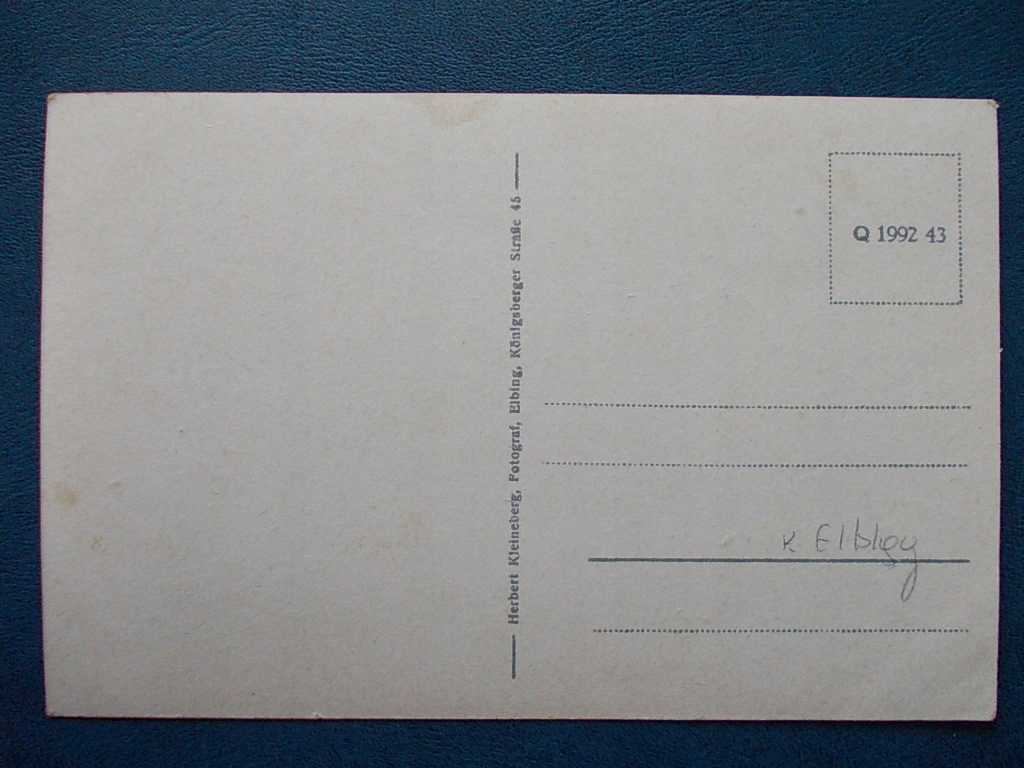 Herbert Kleineberg, Fotograf, Elbing, Königsberger Straße 45
Q 1992 43
k. Elbląg